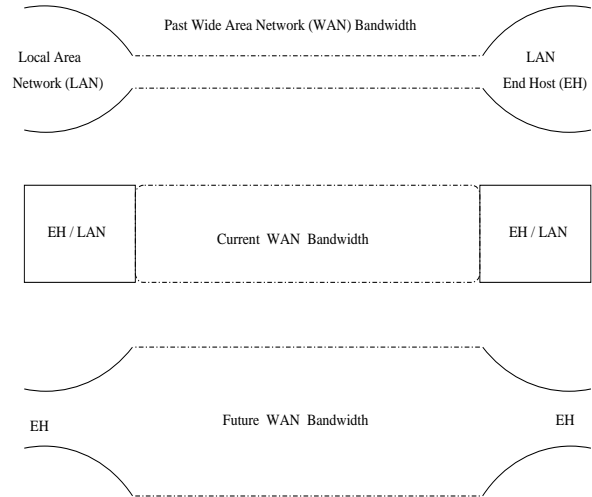 Past Wide Area Network (WAN) Bandwidth
Local Area
Network (LAN)
LAN
End Host (EH)
EH / LAN
Current WAN Bandwidth
EH / LAN
EH
Future WAN Bandwidth
EH